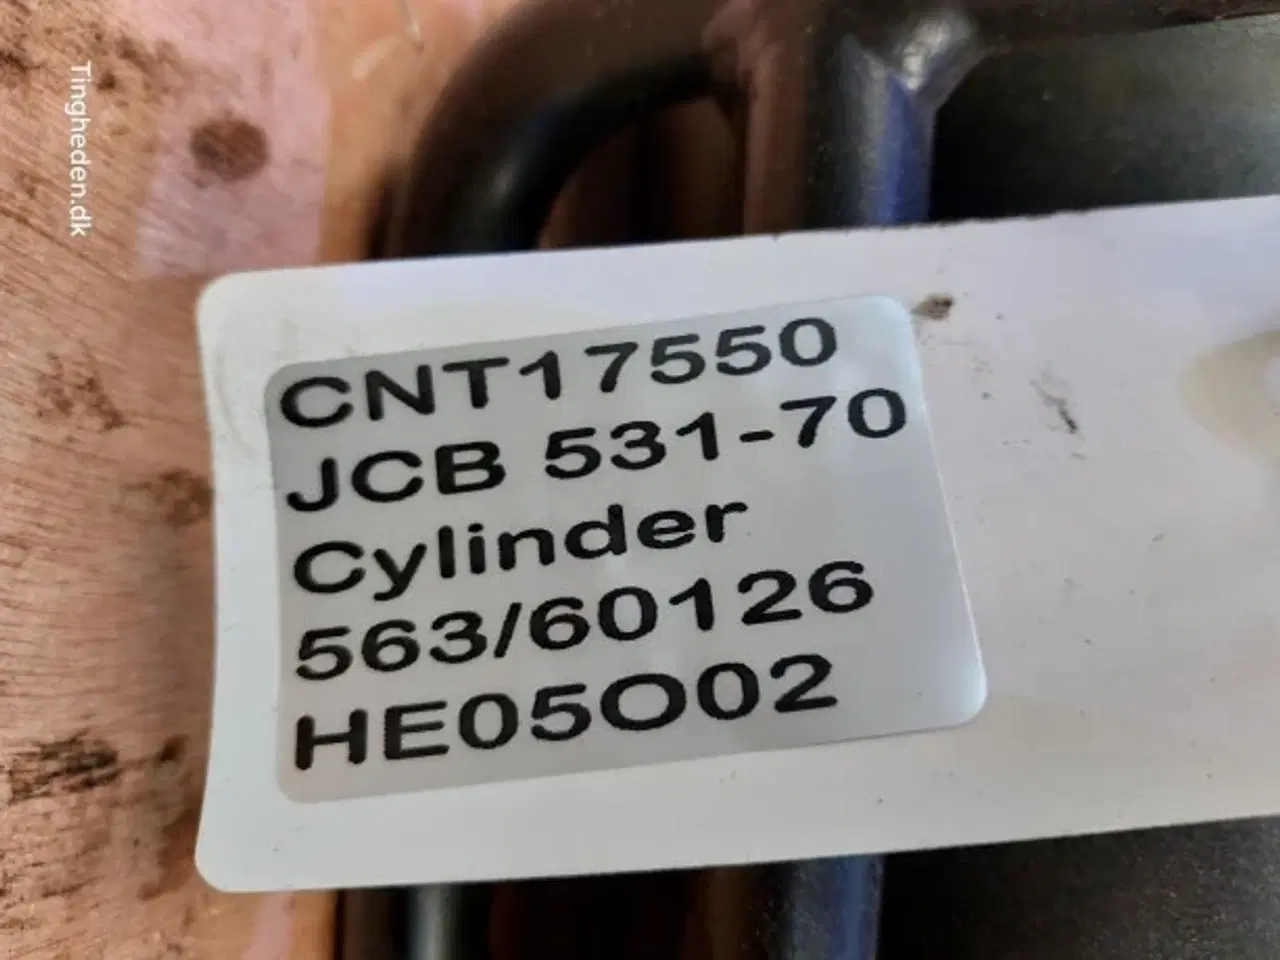 Tingheden.dk
CNT17550
JCB 531-70
Cylinder
563/60126
HE05O02